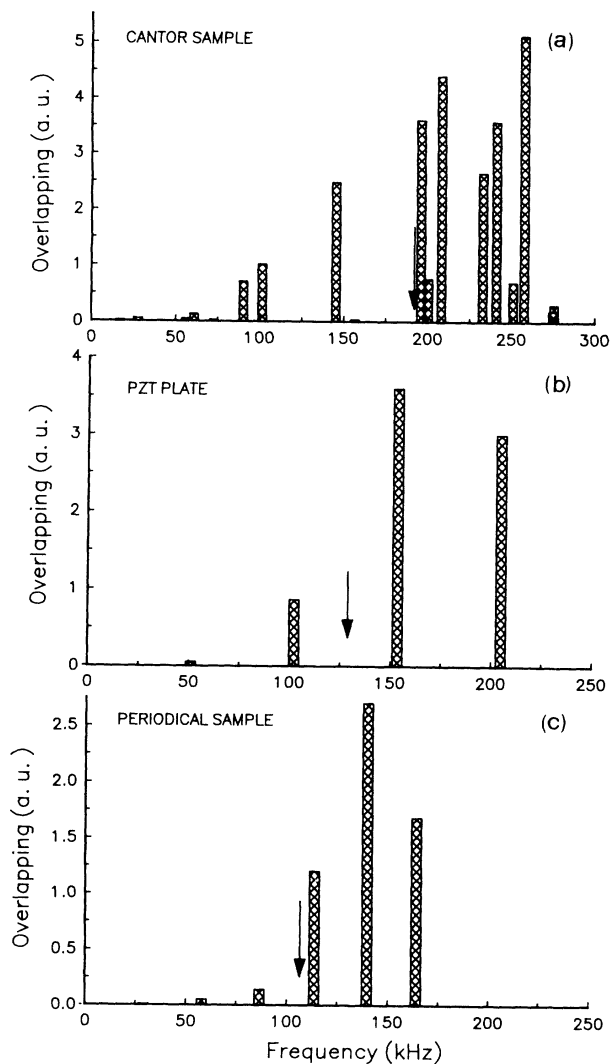 CANTOR SAMPLE
(a)
5
4
3
2
1
0
Overlapping (a. u.)
0 50 100 150 200 250 300
PZT PLATE
(b)
4
3
2
1
0
Overlapping (a. u.)
0 50 100 150 200 250
PERIODICAL SAMPLE
(c)
2.5
2.0
1.5
1.0
0.5
0.0
Overlapping (a. u.)
0 50 100 150 200 250
Frequency (kHz)